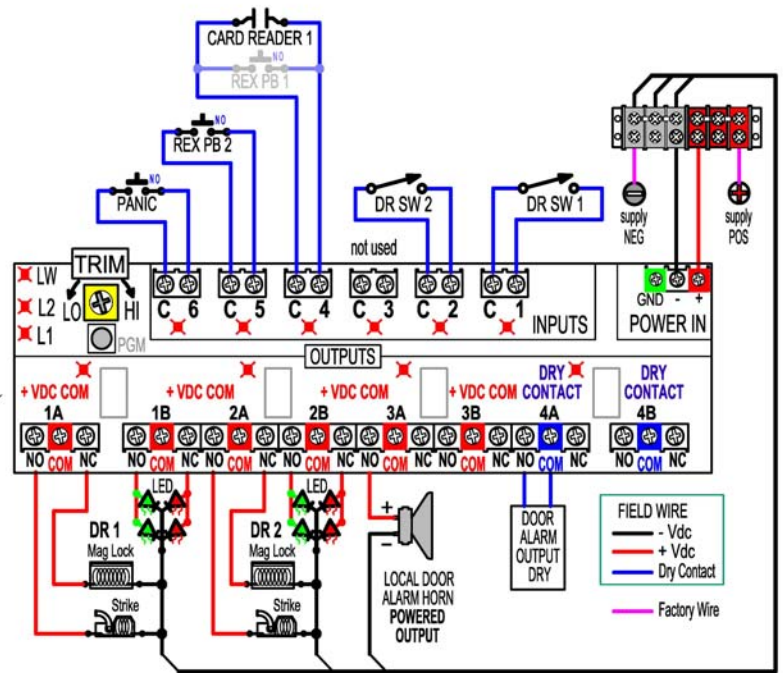 CARD READER 1
NO
REX PB 1
NO
REX PB 2
NO
PANIC
DR SW 2
DR SW 1
supply
NEG
supply
POS
not used
LW
TRIM
L2
LO
HI
L1
PGM
C 6
C 5
C 4
C 3
C 2
C 1
INPUTS
GND - +
POWER IN
OUTPUTS
+ VDC COM
+ VDC COM
+ VDC COM
+ VDC COM
DRY
CONTACT
DRY
CONTACT
1A
1B
2A
2B
3A
3B
4A
4B
NO COM NC
NO COM NC
NO COM NC
NO COM NC
NO COM NC
NO COM NC
NO COM NC
NO COM NC
LED
LED
DR 1
Mag Lock
Strike
DR 2
Mag Lock
Strike
+
–
LOCAL DOOR
ALARM HORN
POWERED
OUTPUT
DOOR
ALARM
OUTPUT
DRY
FIELD WIRE
- Vdc
+ Vdc
Dry Contact
Factory Wire